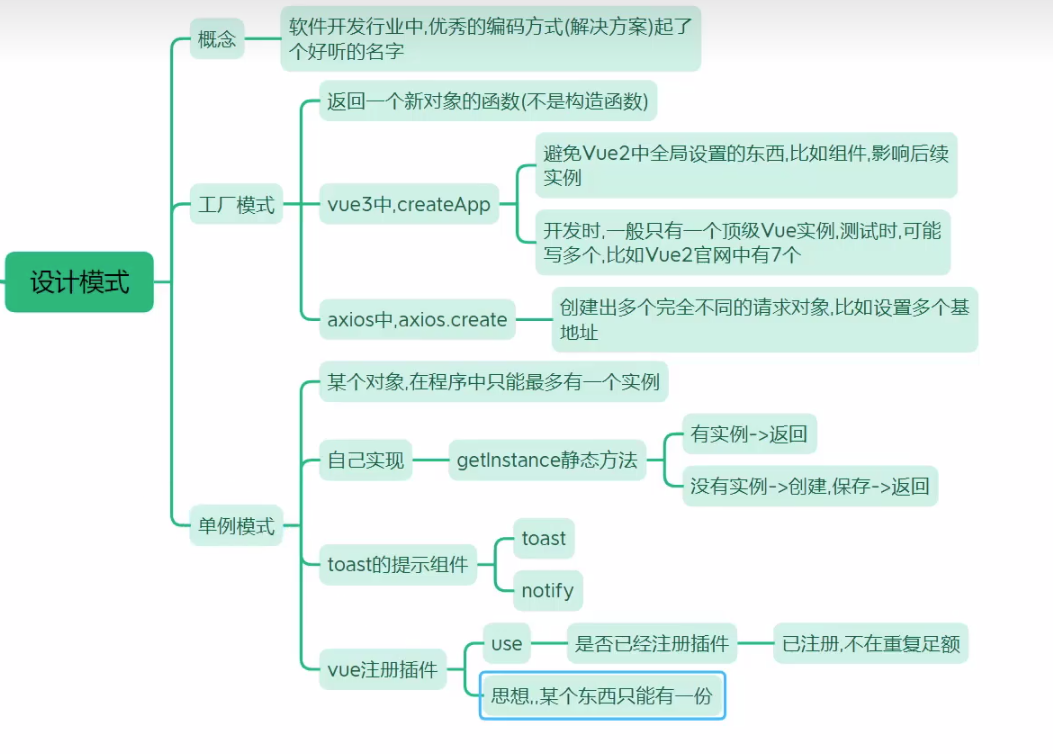 设计模式
概念
软件开发行业中,优秀的编码方式(解决方案)起了
个好听的名字
工厂模式
返回一个新对象的函数(不是构造函数)
vue3中,createApp
避免Vue2中全局设置的东西,比如组件,影响后续
实例
开发时,一般只有一个顶级Vue实例,测试时,可能
写多个,比如Vue2官网中有7个
axios中,axios.create
创建出多个完全不同的请求对象,比如设置多个基
地址
单例模式
某个对象,在程序中只能最多有一个实例
自己实现
getInstance静态方法
有实例->返回
没有实例->创建,保存->返回
toast的提示组件
toast
notify
vue注册插件
use
是否已经注册插件
已注册,不在重复足额
思想,,某个东西只能有一份